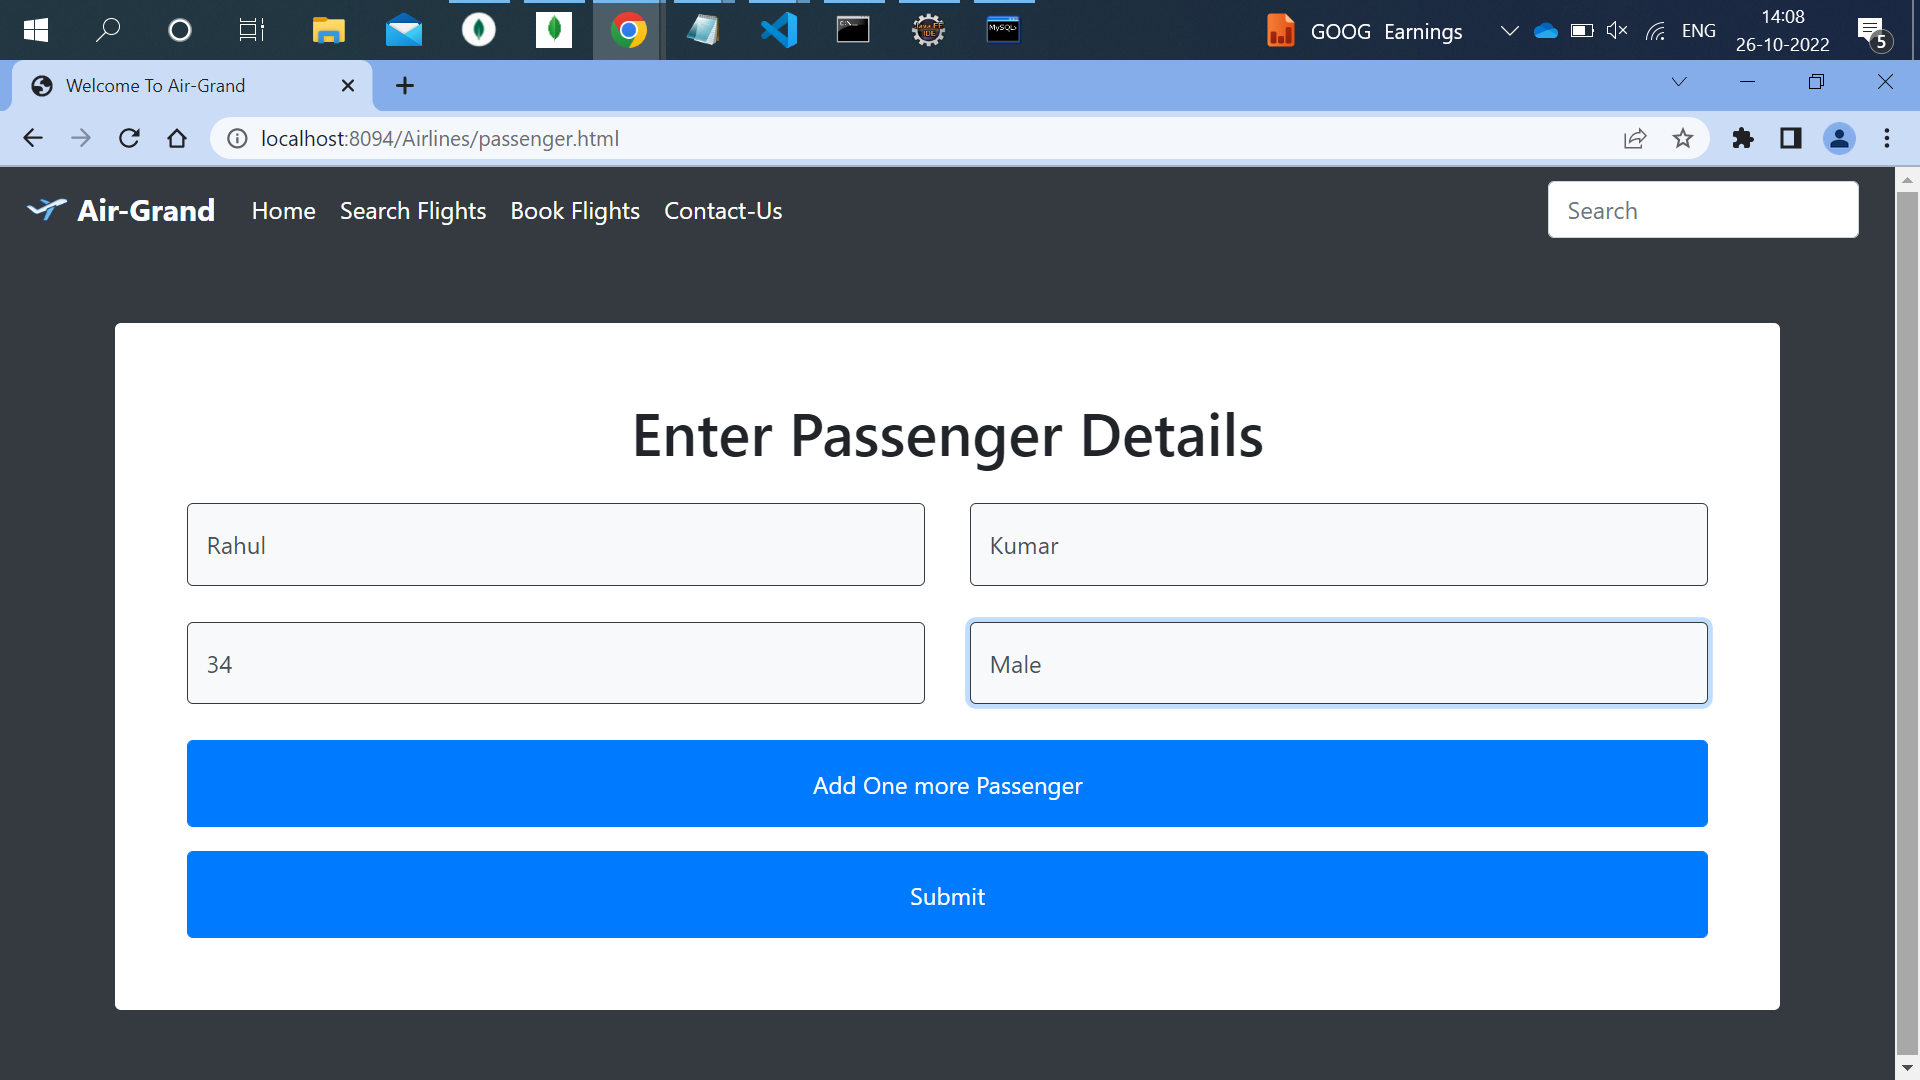 GOOG Earnings
ENG
14:08
26-10-2022
5
Welcome To Air-Grand
localhost:8094/Airlines/passenger.html
Air-Grand Home Search Flights Book Flights Contact-Us Search
Enter Passenger Details
Rahul Kumar
34 Male
Add One more Passenger
Submit